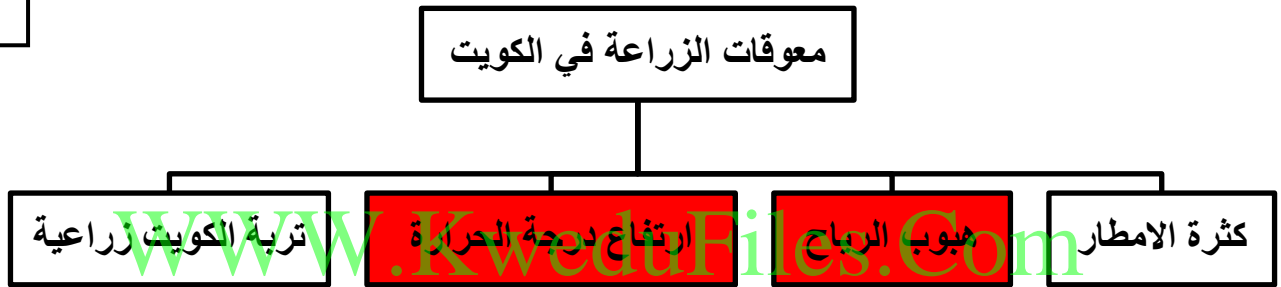 معوقات الزراعة في الكويت
كثرة الامطار
هبوب الرياح
ارتفاع درجة الحرارة
تربة الكويت زراعية
WWW.KweduFiles.Com